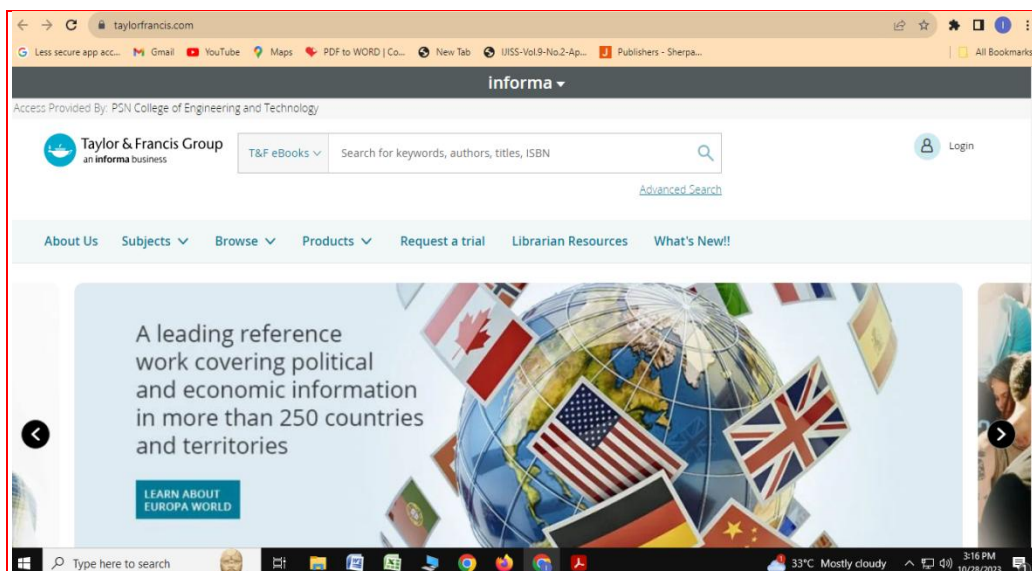 taylorfrancis.com
Less secure app acc... Gmail YouTube Maps PDF to WORD | Co... New Tab IJISS-Vol.9-No.2-Ap... Publishers - Sherpa... All Bookmarks
informa
Access Provided By: PSN College of Engineering and Technology
Taylor & Francis Group
an informa business
T&F eBooks Search for keywords, authors, titles, ISBN
Login
Advanced Search
About Us Subjects Browse Products Request a trial Librarian Resources What's New!!
A leading reference
work covering political
and economic information
in more than 250 countries
and territories
LEARN ABOUT
EUROPA WORLD
Type here to search
33°C Mostly cloudy
3:16 PM
10/28/2023